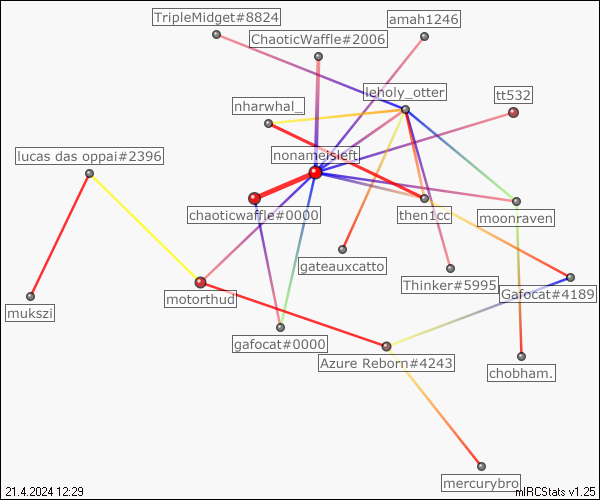 TripleMidget#8824
amah1246
ChaoticWaffle#2006
leholy_otter
tt532
nharwhal_
nonameisleft
lucas das oppai#2396
chaoticwaffle#0000
then1cc
moonraven
gateauxcatto
Thinker#5995
Gafocat#4189
motorthud
mukszi
gafocat#0000
Azure Reborn#4243
chobham.
mercurybro
21.4.2024 12:29
mIRCStats v1.25